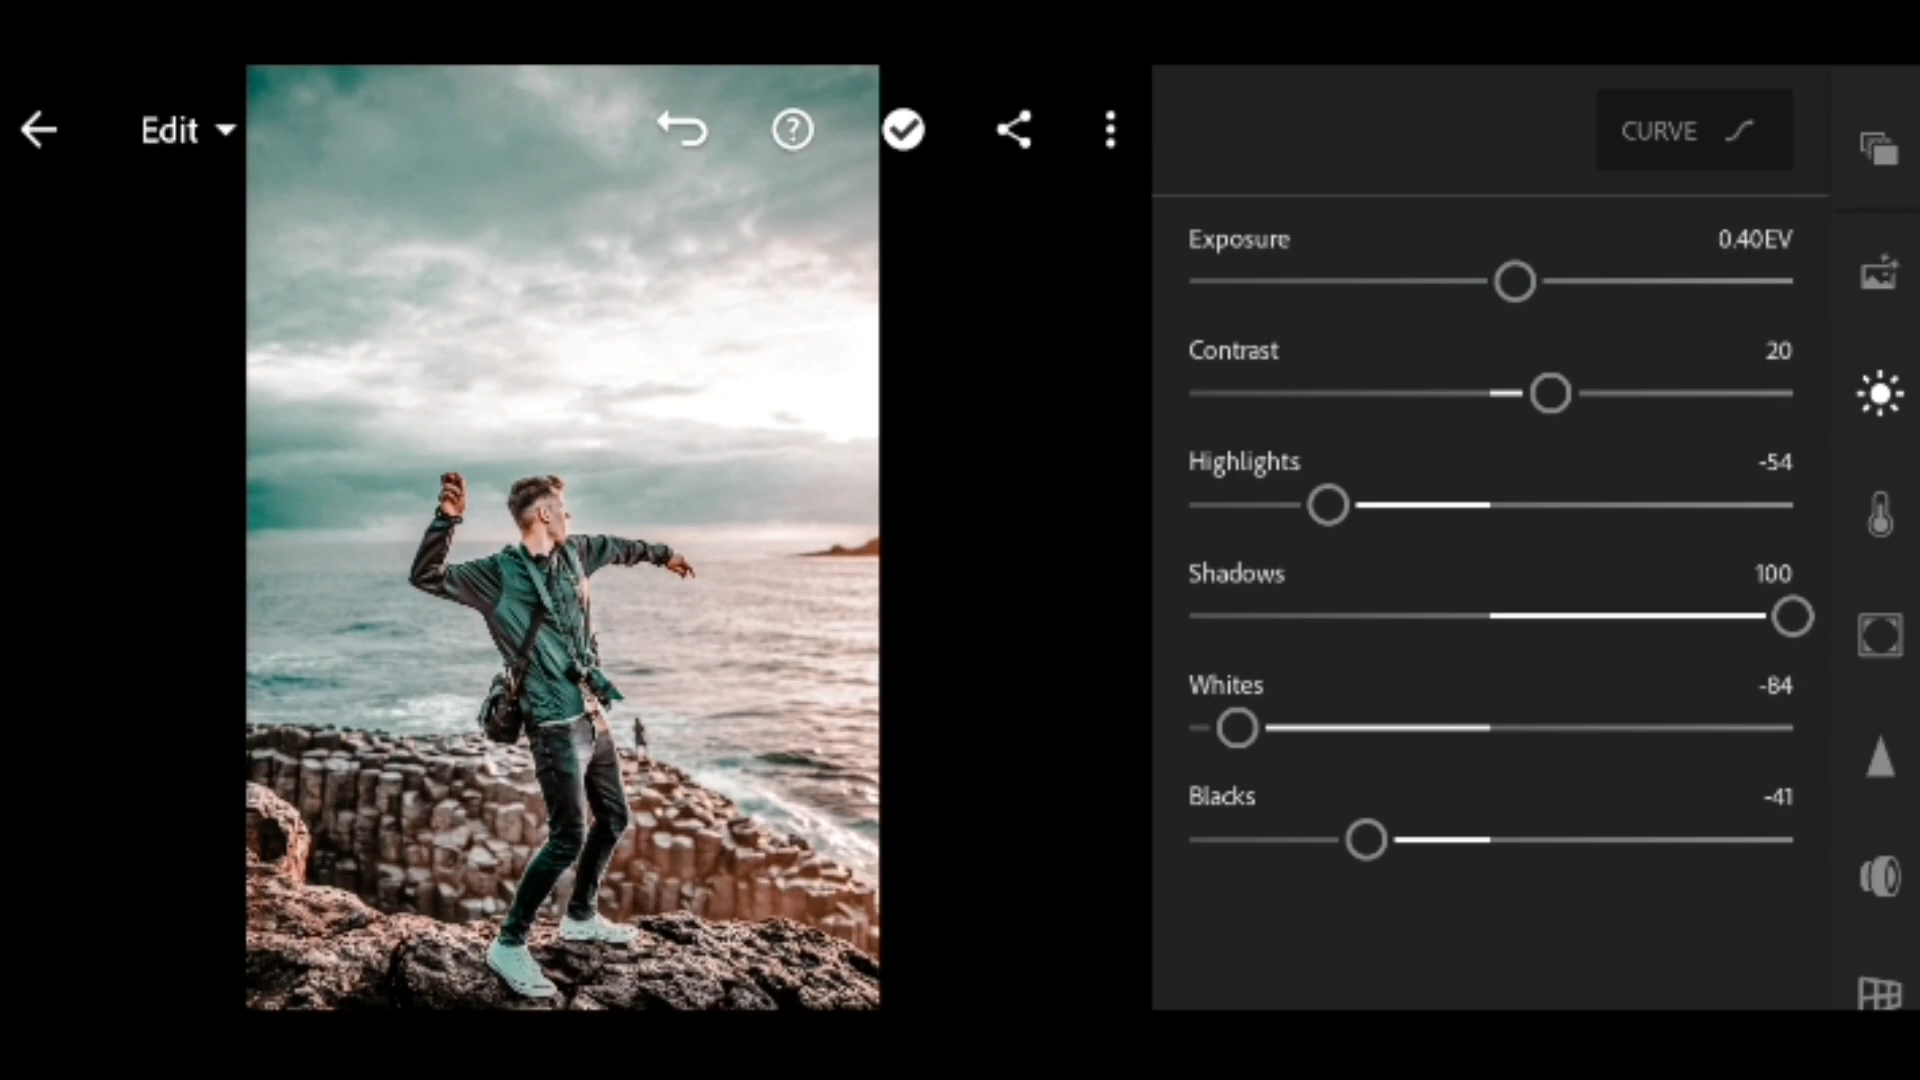 Edit
CURVE
Exposure 0.40EV
Contrast 20
Highlights -54
Shadows 100
Whites -84
Blacks -41